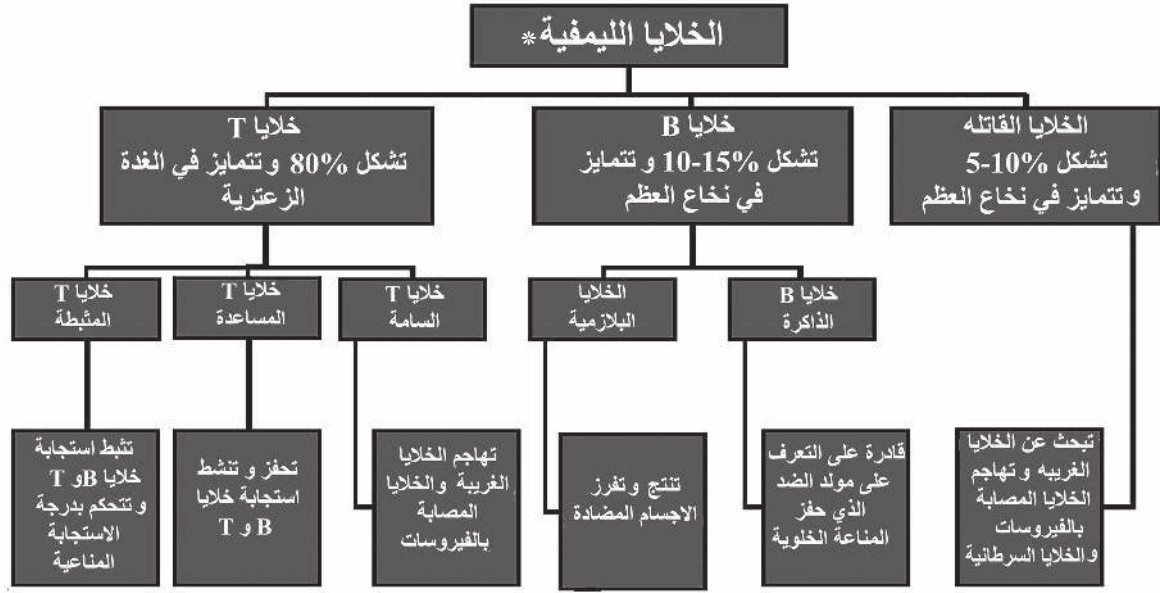 الخلايا الليمفية*
الخلايا القاتله
تشكل 5-10%
وتتمايز في نخاع العظم
خلايا B
تشكل 10-15% و تتمايز
في نخاع العظم
خلايا T
تشكل 80% و تتمايز في الغدة
الزعترية
خلايا B
الذاكرة
الخلايا
البلازمية
خلايا T
السامة
خلايا T
المساعدة
خلايا T
المثبطة
تبحث عن الخلايا
الغريبه و تهاجم
الخلايا المصابة
بالفيروسات
والخلايا السرطانية
قادرة على التعرف
على مولد الضد
الذي حفز
المناعة الخلوية
تنتج و تفرز
الاجسام المضادة
تهاجم الخلايا
الغريبة والخلايا
المصابة
بالفيروسات
تحفز و تنشط
استجابة خلايا
B و T
تثبط استجابة
خلايا B و T
و تتحكم بدرجة
الاستجابة
المناعية